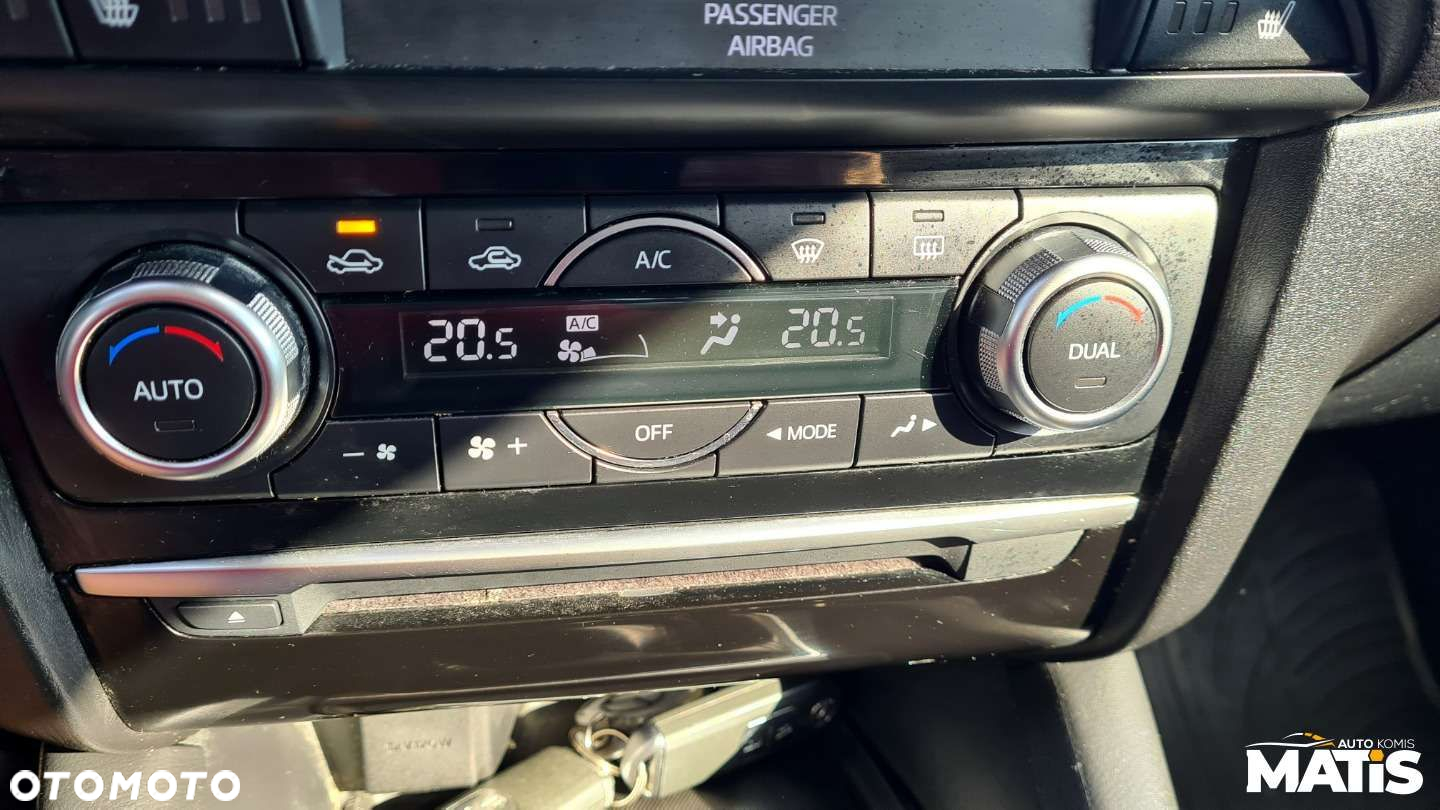 PASSENGER
AIRBAG
A/C
20.5
A/C
20.5
AUTO
DUAL
− +
OFF
◄ MODE
AUTO KOMIS
MATiS
OTOMOTO